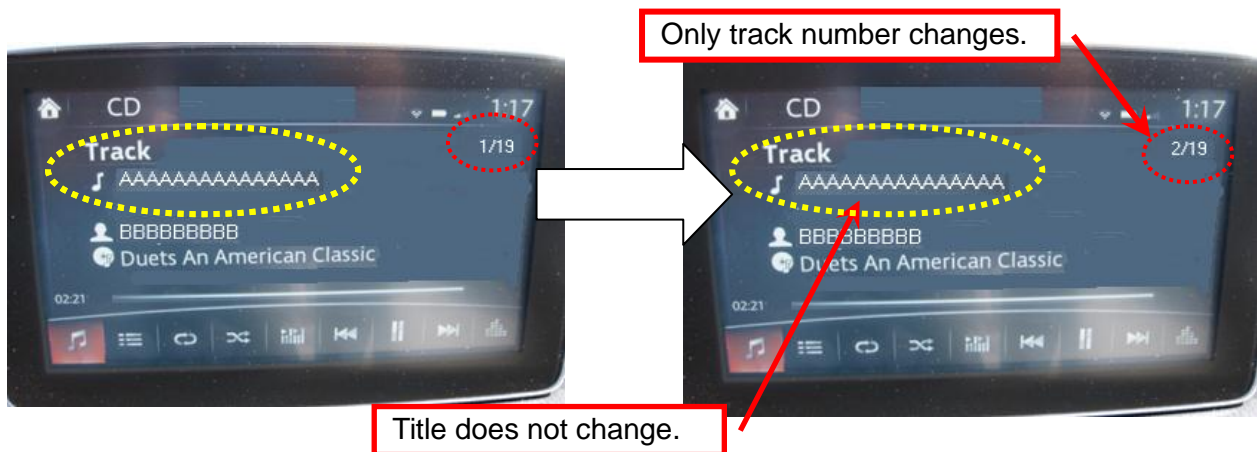 Only track number changes.
CD
1:17
Track
1/19
AAAAAAAAAAAAAAA
BBBBBBBBB
Duets An American Classic
02:21
CD
1:17
Track
2/19
AAAAAAAAAAAAAAA
BBBBBBBBB
Duets An American Classic
02:21
Title does not change.